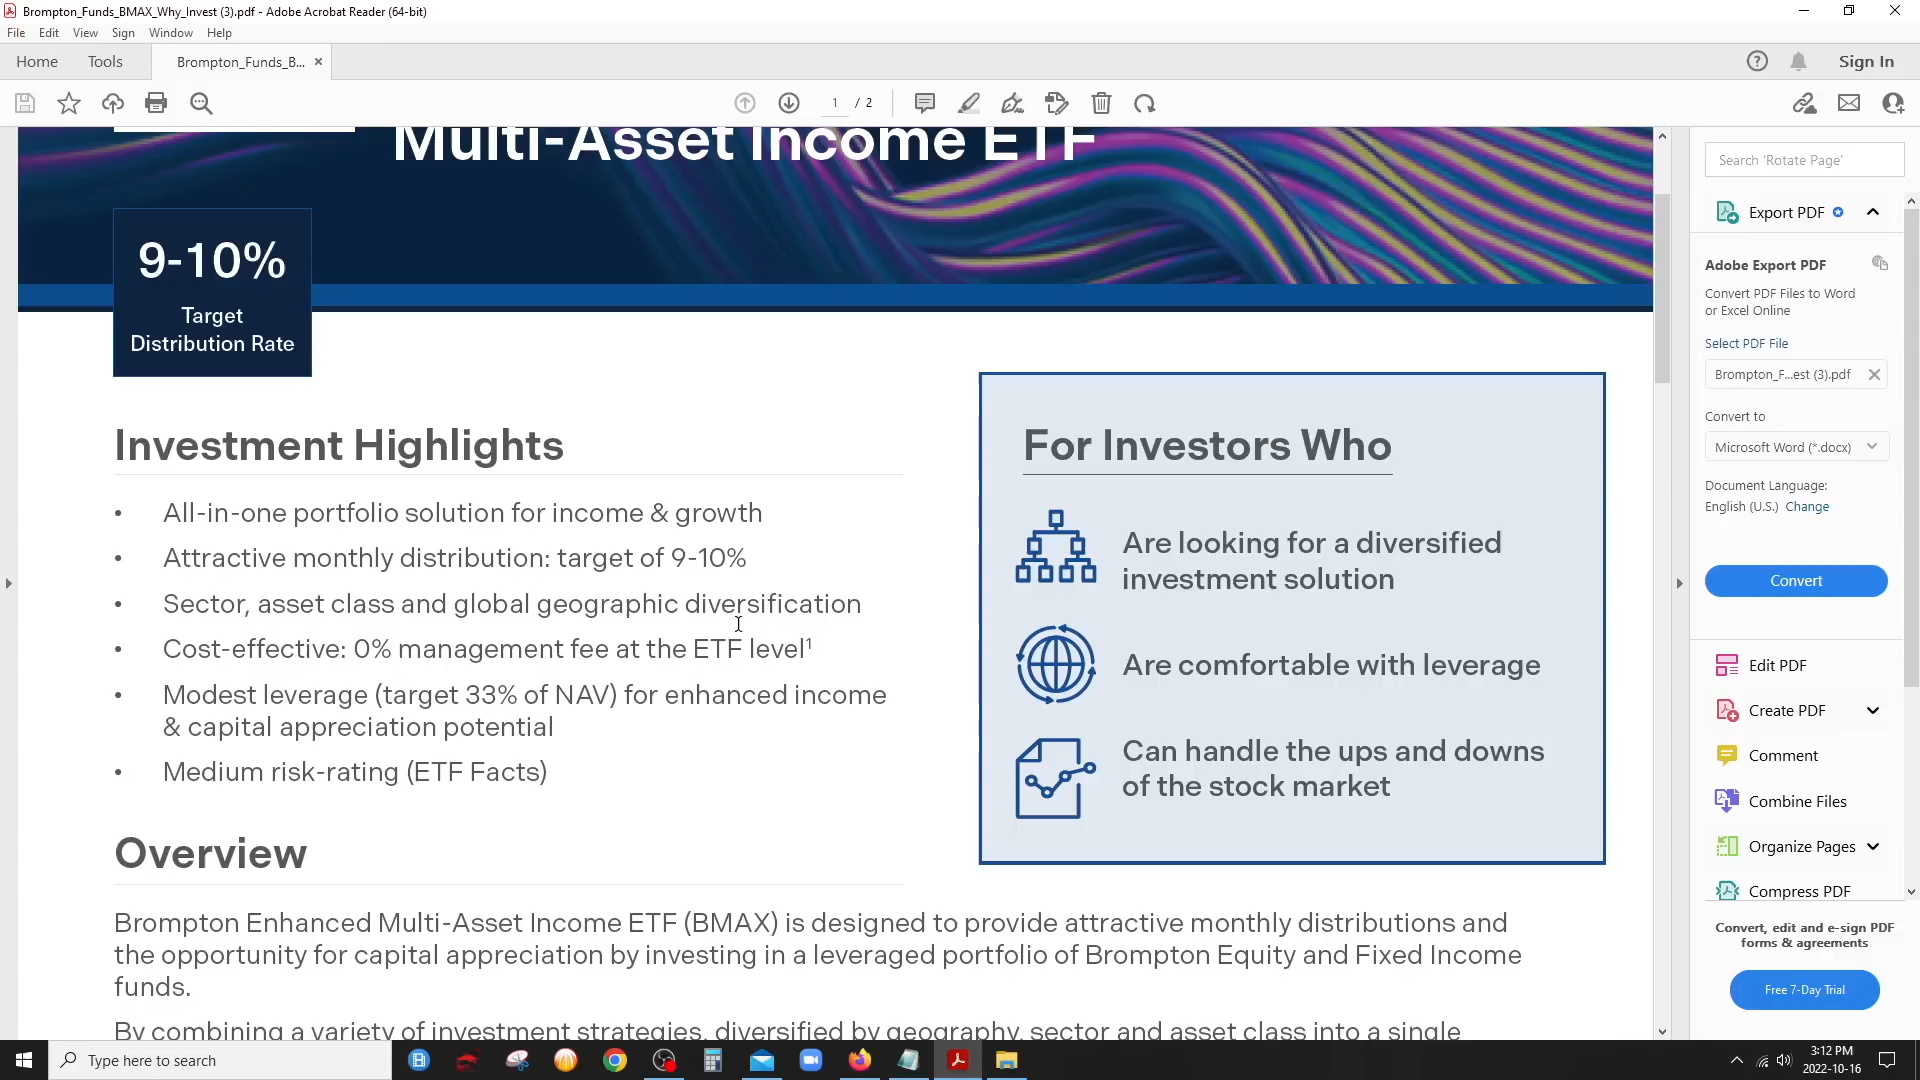 Brompton_Funds_BMAX_Why_Invest (3).pdf - Adobe Acrobat Reader (64-bit)
File Edit View Sign Window Help
Home Tools Brompton_Funds_B... × Sign In
1 / 2
Multi-Asset Income ETF
9-10%
Target
Distribution Rate
Investment Highlights
• All-in-one portfolio solution for income & growth
• Attractive monthly distribution: target of 9-10%
• Sector, asset class and global geographic diversification
• Cost-effective: 0% management fee at the ETF level¹
• Modest leverage (target 33% of NAV) for enhanced income
& capital appreciation potential
• Medium risk-rating (ETF Facts)
For Investors Who
Are looking for a diversified
investment solution
Are comfortable with leverage
Can handle the ups and downs
of the stock market
Overview
Brompton Enhanced Multi-Asset Income ETF (BMAX) is designed to provide attractive monthly distributions and
the opportunity for capital appreciation by investing in a leveraged portfolio of Brompton Equity and Fixed Income
funds.
By combining a variety of investment strategies, diversified by geography, sector and asset class into a single
Search 'Rotate Page'
Export PDF
Adobe Export PDF
Convert PDF Files to Word
or Excel Online
Select PDF File
Brompton_F...est (3).pdf
Convert to
Microsoft Word (*.docx)
Document Language:
English (U.S.) Change
Convert
Edit PDF
Create PDF
Comment
Combine Files
Organize Pages
Compress PDF
Convert, edit and e-sign PDF
forms & agreements
Free 7-Day Trial
Type here to search
3:12 PM
2022-10-16